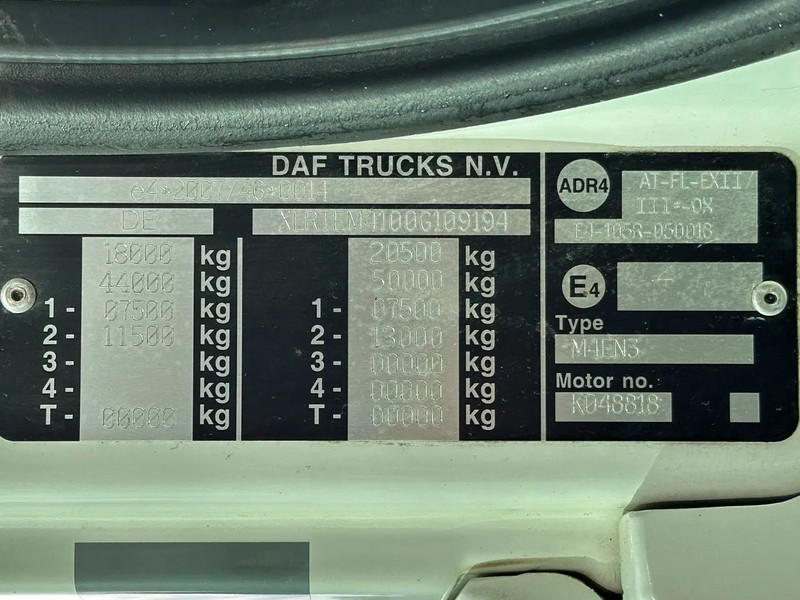 DAF TRUCKS N.V.
e4*2007/46*0011
DE XLRTEM4100G109194
18000 kg 20500 kg
44000 kg 50000 kg
1- 07500 kg 1- 07500 kg
2- 11500 kg 2- 13000 kg
3- kg 3- 00000 kg
4- kg 4- 00000 kg
T- 00000 kg T- 00000 kg
ADR4 AT-FL-EXII/
III-OX
E4-105R-050018
E4
Type
M4EN3
Motor no.
K048818